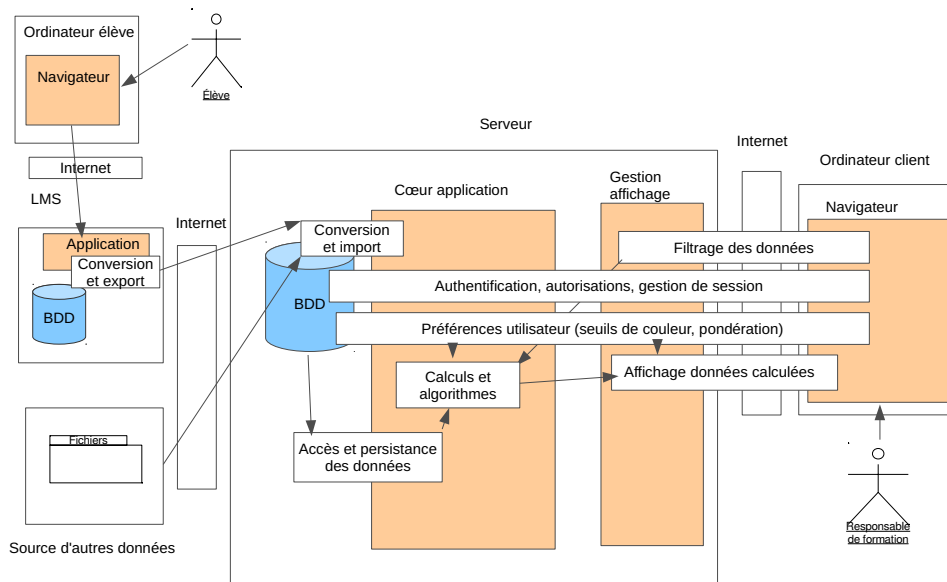 Ordinateur élève
Navigateur
Élève
Internet
LMS
Application
Conversion
et export
BDD
Fichiers
Source d'autres données
Internet
Serveur
Cœur application
Gestion
affichage
Conversion
et import
BDD
Filtrage des données
Authentification, autorisations, gestion de session
Préférences utilisateur (seuils de couleur, pondération)
Calculs et
algorithmes
Affichage données calculées
Accès et persistance
des données
Internet
Ordinateur client
Navigateur
Responsable
de formation